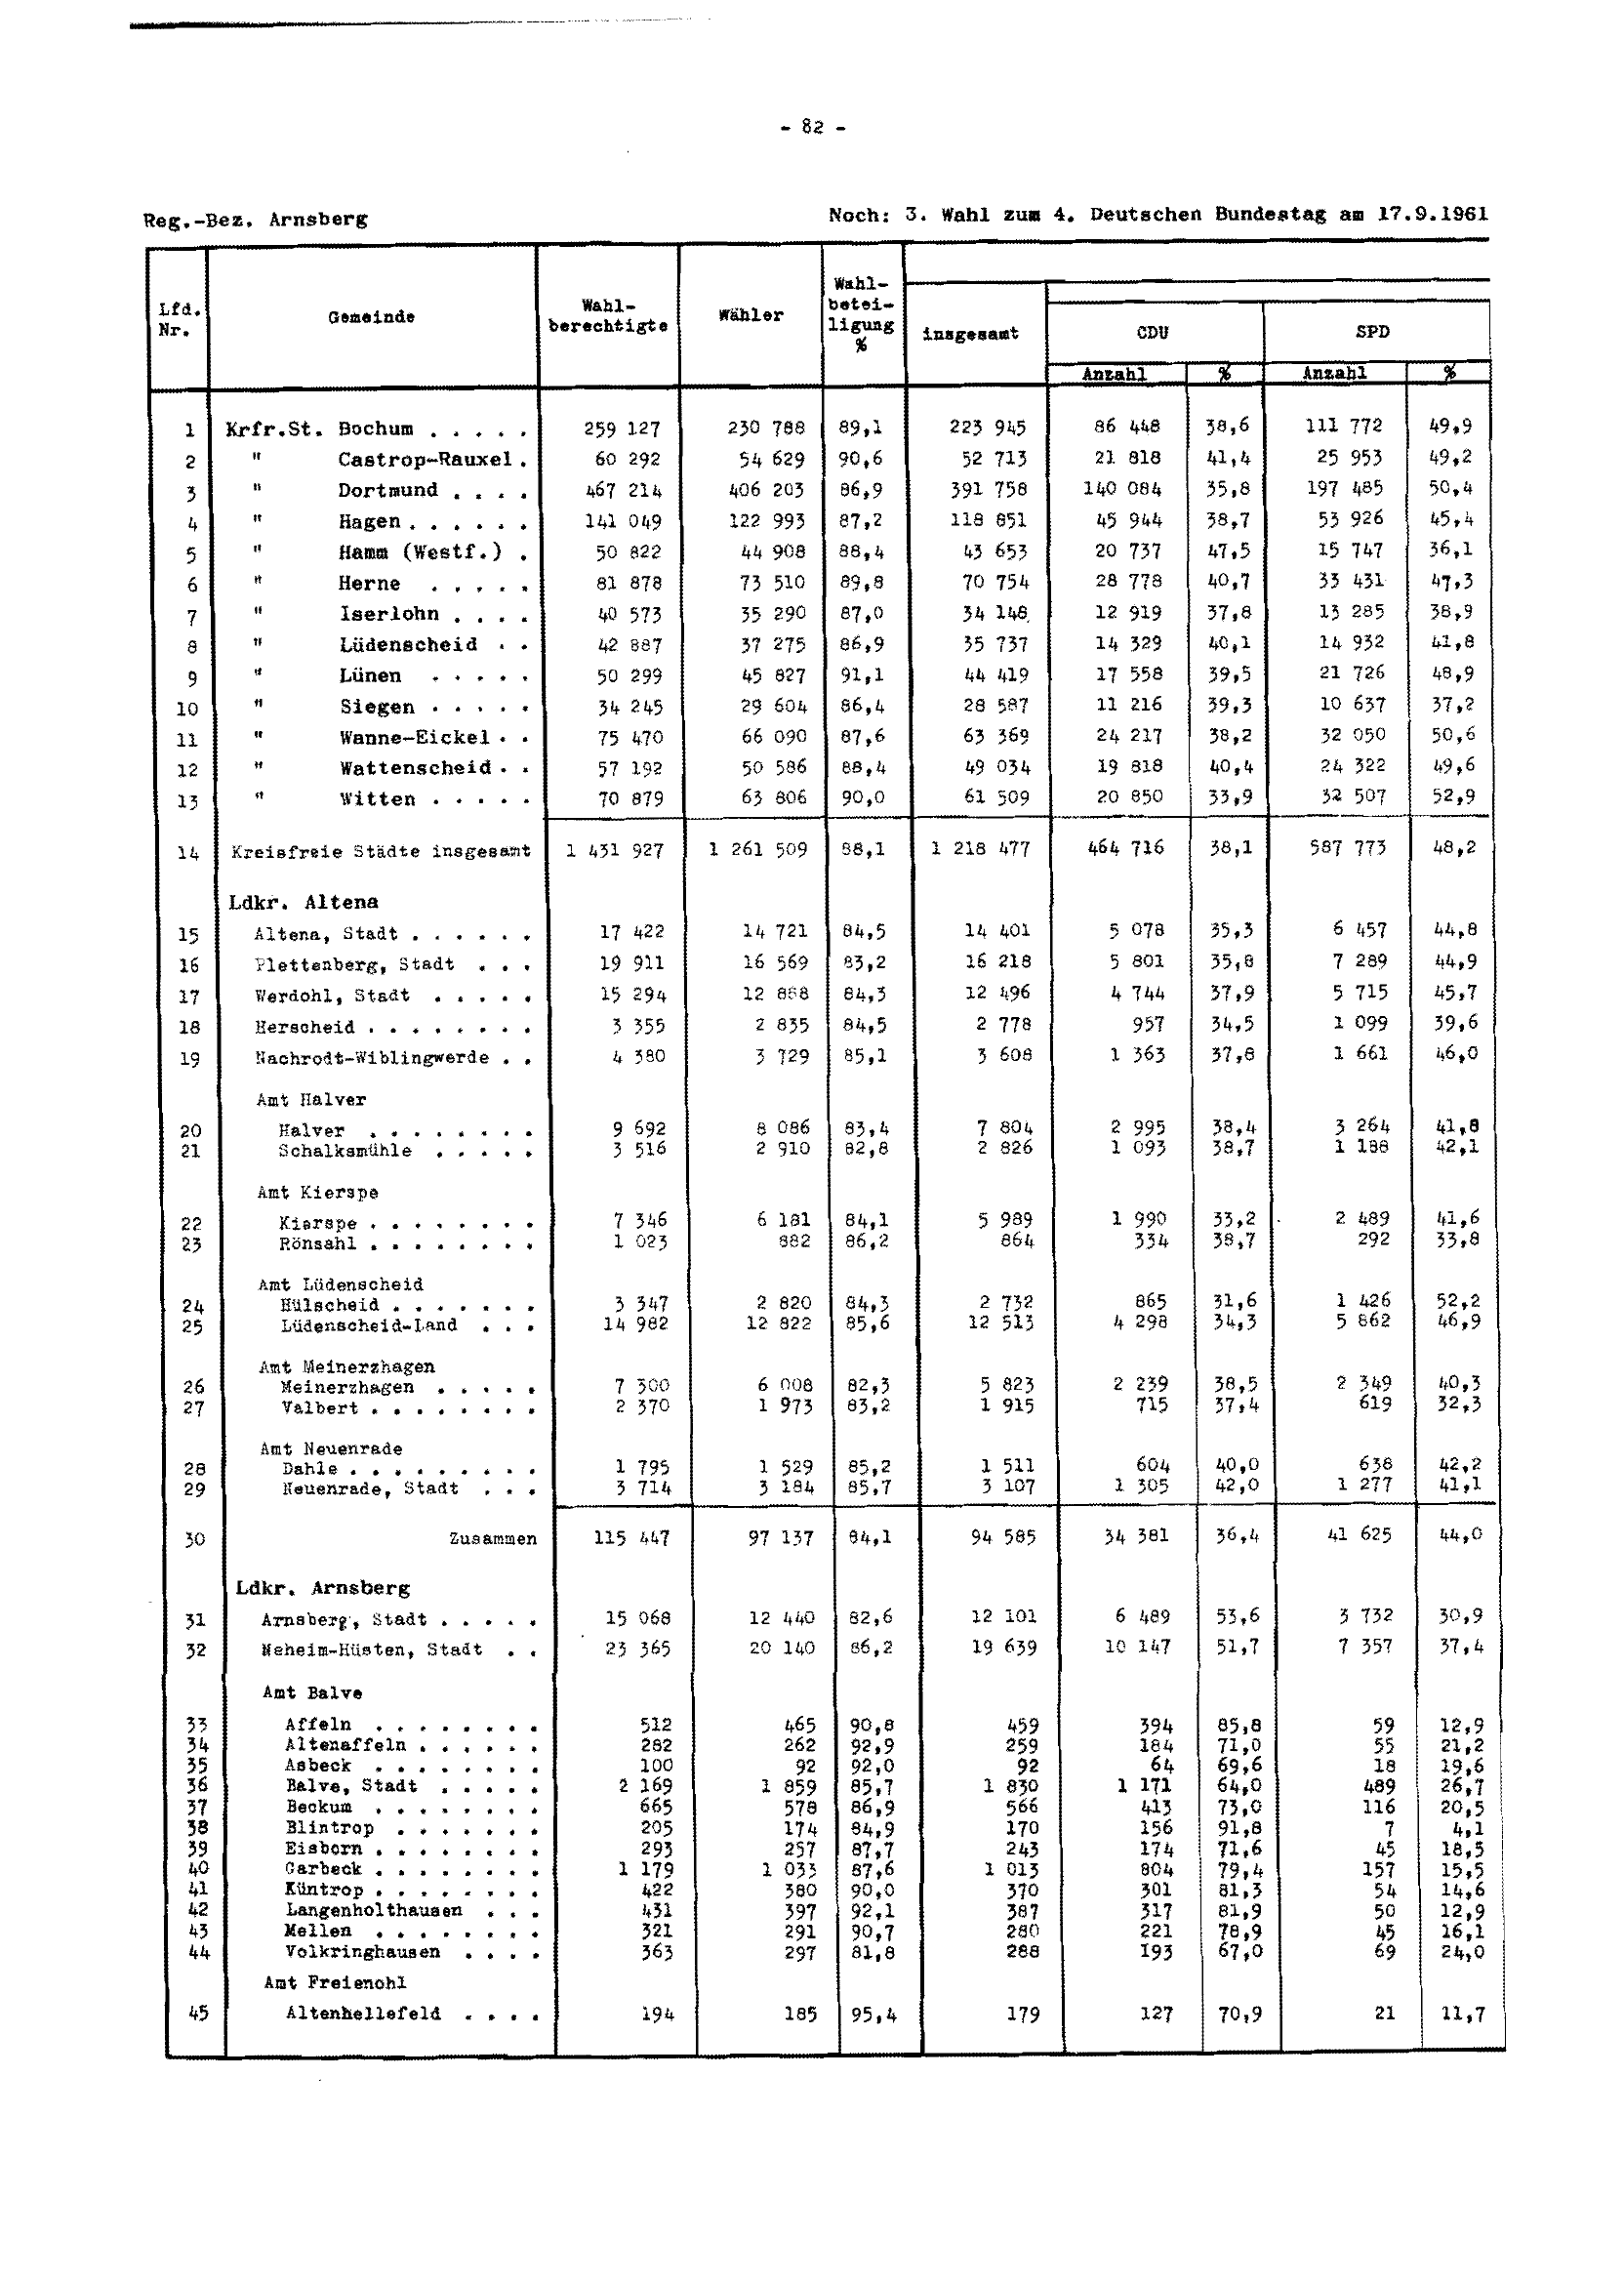 - 82 -
Reg.-Bez. Arnsberg
Noch: 3. Wahl zum 4. Deutschen Bundestag am 17.9.1961
Lfd. Nr. Gemeinde Wahl-berechtigte Wähler Wahl-betei-ligung % insgesamt CDU SPD
Anzahl % Anzahl %
1 Krfr.St. Bochum . . . . . 259 127 230 788 89,1 223 945 86 448 38,6 111 772 49,9
2 " Castrop-Rauxel . 60 292 54 629 90,6 52 713 21 818 41,4 25 953 49,2
3 " Dortmund . . . . 467 214 406 203 86,9 391 758 140 084 35,8 197 485 50,4
4 " Hagen . . . . . . 141 049 122 993 87,2 118 851 45 944 38,7 53 926 45,4
5 " Hamm (Westf.) . 50 822 44 908 88,4 43 653 20 737 47,5 15 747 36,1
6 " Herne . . . . . 81 878 73 510 89,8 70 754 28 778 40,7 33 431 47,3
7 " Iserlohn . . . . 40 573 35 290 87,0 34 148 12 919 37,8 13 285 38,9
8 " Lüdenscheid . . 42 887 37 275 86,9 35 737 14 329 40,1 14 932 41,8
9 " Lünen . . . . . 50 299 45 827 91,1 44 419 17 558 39,5 21 726 48,9
10 " Siegen . . . . . 34 245 29 604 86,4 28 587 11 216 39,3 10 637 37,2
11 " Wanne-Eickel . . 75 470 66 090 87,6 63 369 24 217 38,2 32 050 50,6
12 " Wattenscheid . . 57 192 50 586 88,4 49 034 19 818 40,4 24 322 49,6
13 " Witten . . . . . 70 879 63 806 90,0 61 509 20 850 33,9 32 507 52,9
14 Kreisfreie Städte insgesamt 1 431 927 1 261 509 88,1 1 218 477 464 716 38,1 587 773 48,2
Ldkr. Altena
15 Altena, Stadt . . . . . . 17 422 14 721 84,5 14 401 5 078 35,3 6 457 44,8
16 Plettenberg, Stadt . . . 19 911 16 569 83,2 16 218 5 801 35,8 7 289 44,9
17 Werdohl, Stadt . . . . . 15 294 12 888 84,3 12 496 4 744 37,9 5 715 45,7
18 Herscheid . . . . . . . . 3 355 2 835 84,5 2 778 957 34,5 1 099 39,6
19 Nachrodt-Wiblingwerde . . 4 380 3 729 85,1 3 608 1 363 37,8 1 661 46,0
Amt Halver
20 Halver . . . . . . . . 9 692 8 086 83,4 7 804 2 995 38,4 3 264 41,8
21 Schalksmühle . . . . . 3 516 2 910 82,8 2 826 1 093 38,7 1 188 42,1
Amt Kierspe
22 Kierspe . . . . . . . . 7 346 6 181 84,1 5 989 1 990 33,2 2 489 41,6
23 Rönsahl . . . . . . . . 1 023 882 86,2 864 334 38,7 292 33,8
Amt Lüdenscheid
24 Hülscheid . . . . . . . 3 347 2 820 84,3 2 732 865 31,6 1 426 52,2
25 Lüdenscheid-Land . . . 14 982 12 822 85,6 12 513 4 298 34,3 5 862 46,9
Amt Meinerzhagen
26 Meinerzhagen . . . . . 7 300 6 008 82,3 5 823 2 239 38,5 2 349 40,3
27 Valbert . . . . . . . . 2 370 1 973 83,2 1 915 715 37,4 619 32,3
Amt Neuenrade
28 Dahle . . . . . . . . . 1 795 1 529 85,2 1 511 604 40,0 638 42,2
29 Neuenrade, Stadt . . . 3 714 3 184 85,7 3 107 1 305 42,0 1 277 41,1
30 Zusammen 115 447 97 137 84,1 94 585 34 381 36,4 41 625 44,0
Ldkr. Arnsberg
31 Arnsberg, Stadt . . . . . 15 068 12 440 82,6 12 101 6 489 53,6 3 732 30,9
32 Neheim-Hüsten, Stadt . . 23 365 20 140 86,2 19 639 10 147 51,7 7 357 37,4
Amt Balve
33 Affeln . . . . . . . . 512 465 90,8 459 394 85,8 59 12,9
34 Altenaffeln . . . . . . 282 262 92,9 259 184 71,0 55 21,2
35 Asbeck . . . . . . . . 100 92 92,0 92 64 69,6 18 19,6
36 Balve, Stadt . . . . . 2 169 1 859 85,7 1 830 1 171 64,0 489 26,7
37 Beckum . . . . . . . . 665 578 86,9 566 413 73,0 116 20,5
38 Blintrop . . . . . . . 205 174 84,9 170 156 91,8 7 4,1
39 Eisborn . . . . . . . . 293 257 87,7 243 174 71,6 45 18,5
40 Garbeck . . . . . . . . 1 179 1 033 87,6 1 013 804 79,4 157 15,5
41 Küntrop . . . . . . . . 422 380 90,0 370 301 81,3 54 14,6
42 Langenholthausen . . . 431 397 92,1 387 317 81,9 50 12,9
43 Mellen . . . . . . . . 321 291 90,7 280 221 78,9 45 16,1
44 Volkringhausen . . . . 363 297 81,8 288 193 67,0 69 24,0
Amt Freienohl
45 Altenhellefeld . . . . 194 185 95,4 179 127 70,9 21 11,7